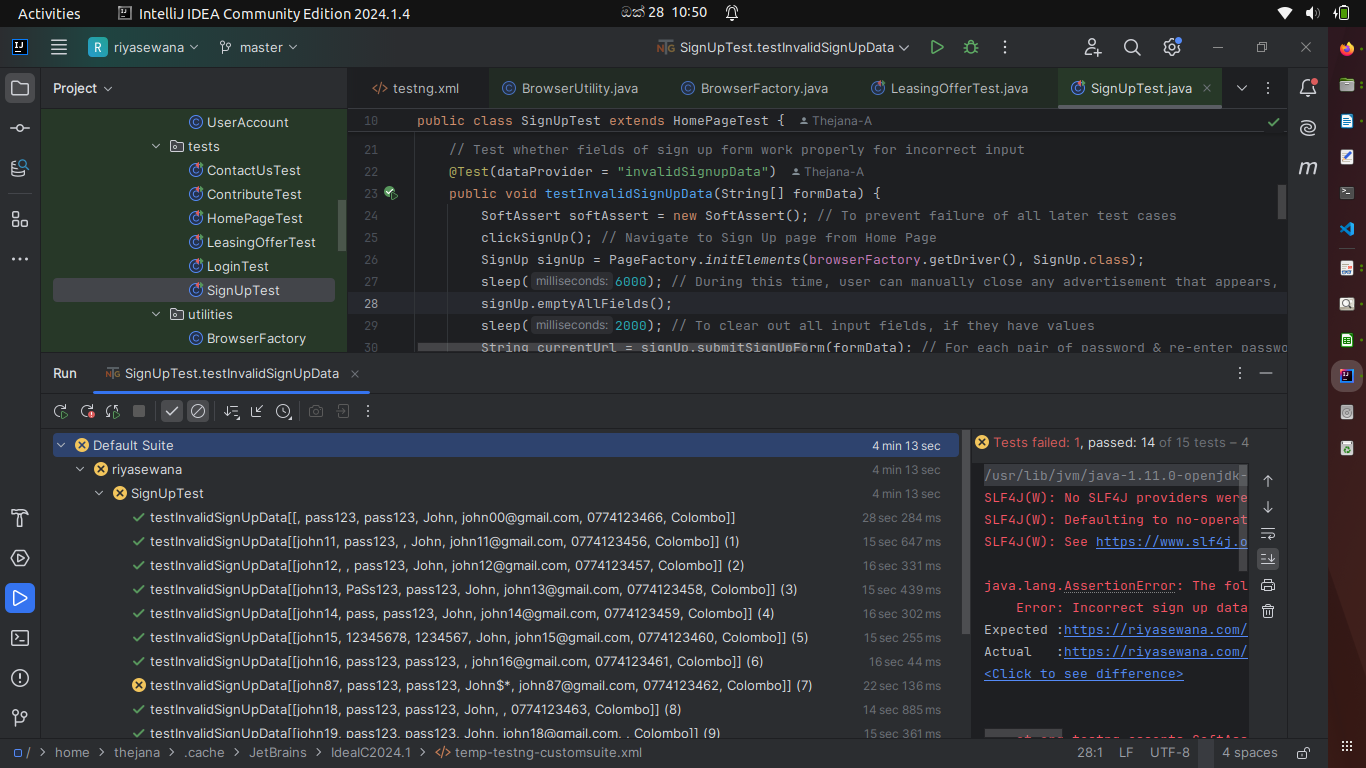 Activities
IntelliJ IDEA Community Edition 2024.1.4
ඔක් 28 10:50
R riyasewana
master
SignUpTest.testInvalidSignUpData
Project
testng.xml
BrowserUtility.java
BrowserFactory.java
LeasingOfferTest.java
SignUpTest.java
UserAccount
tests
ContactUsTest
ContributeTest
HomePageTest
LeasingOfferTest
LoginTest
SignUpTest
utilities
BrowserFactory
10 public class SignUpTest extends HomePageTest { Thejana-A
21 // Test whether fields of sign up form work properly for incorrect input
22 @Test(dataProvider = "invalidSignupData") Thejana-A
23 public void testInvalidSignUpData(String[] formData) {
24 SoftAssert softAssert = new SoftAssert(); // To prevent failure of all later test cases
25 clickSignUp(); // Navigate to Sign Up page from Home Page
26 SignUp signUp = PageFactory.initElements(browserFactory.getDriver(), SignUp.class);
27 sleep( milliseconds: 6000); // During this time, user can manually close any advertisement that appears,
28 signUp.emptyAllFields();
29 sleep( milliseconds: 2000); // To clear out all input fields, if they have values
30 String currentUrl = signUp.submitSignUpForm(formData); // For each pair of password & re-enter passwo
m
Run
SignUpTest.testInvalidSignUpData
Default Suite 4 min 13 sec
riyasewana 4 min 13 sec
SignUpTest 4 min 13 sec
testInvalidSignUpData[[, pass123, pass123, John, john00@gmail.com, 0774123466, Colombo]] 28 sec 284 ms
testInvalidSignUpData[[john11, pass123, , John, john11@gmail.com, 0774123456, Colombo]] (1) 15 sec 647 ms
testInvalidSignUpData[[john12, , pass123, John, john12@gmail.com, 0774123457, Colombo]] (2) 16 sec 331 ms
testInvalidSignUpData[[john13, PaSs123, pass123, John, john13@gmail.com, 0774123458, Colombo]] (3) 15 sec 439 ms
testInvalidSignUpData[[john14, pass, pass123, John, john14@gmail.com, 0774123459, Colombo]] (4) 16 sec 302 ms
testInvalidSignUpData[[john15, 12345678, 1234567, John, john15@gmail.com, 0774123460, Colombo]] (5) 15 sec 255 ms
testInvalidSignUpData[[john16, pass123, pass123, , john16@gmail.com, 0774123461, Colombo]] (6) 16 sec 44 ms
testInvalidSignUpData[[john87, pass123, pass123, John$*, john87@gmail.com, 0774123462, Colombo]] (7) 22 sec 136 ms
testInvalidSignUpData[[john18, pass123, pass123, John, , 0774123463, Colombo]] (8) 14 sec 885 ms
testInvalidSignUpData[[john19, pass123, pass123, John, john18@gmail.com, , Colombo]] (9) 15 sec 361 ms
Tests failed: 1, passed: 14 of 15 tests – 4
/usr/lib/jvm/java-1.11.0-openjdk-
SLF4J(W): No SLF4J providers were
SLF4J(W): Defaulting to no-operat
SLF4J(W): See https://www.slf4j.o
java.lang.AssertionError: The fol
Error: Incorrect sign up data
Expected :https://riyasewana.com/
Actual :https://riyasewana.com/
<Click to see difference>
at org.testng.asserts.SoftAss
/ > home > thejana > .cache > JetBrains > IdealC2024.1 > temp-testng-customsuite.xml
28:1 LF UTF-8 4 spaces